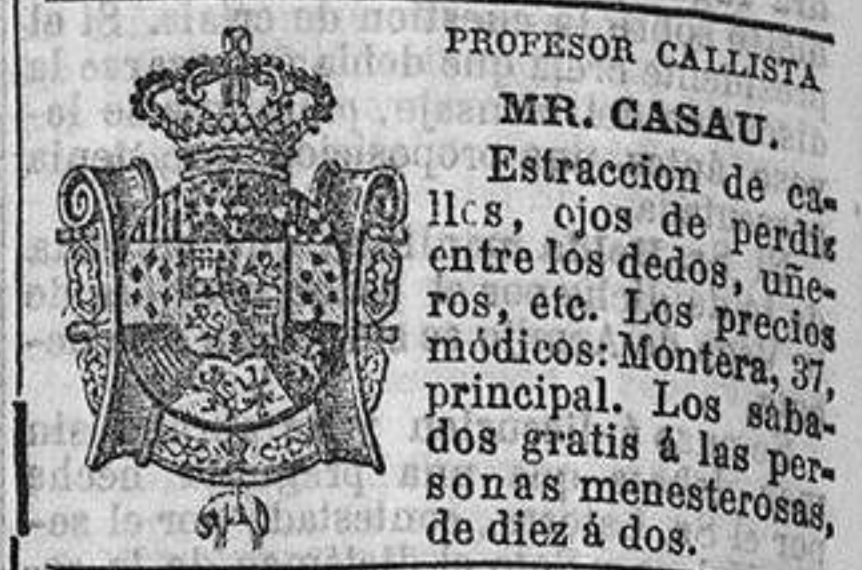 PROFESOR CALLISTA
MR. CASAU.
Estraccion de ca-
llos, ojos de perdiz
entre los dedos, uñe-
ros, etc. Los precios
módicos: Montera, 37,
principal. Los sába-
dos gratis á las per-
sonas menesterosas,
de diez á dos.